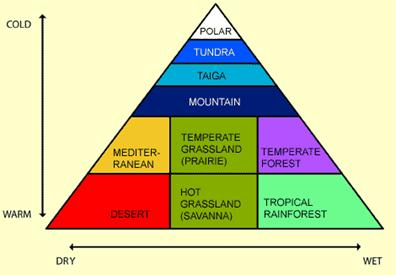 COLD
POLAR
TUNDRA
TAIGA
MOUNTAIN
MEDITER-
RANEAN
TEMPERATE
GRASSLAND
(PRAIRIE)
TEMPERATE
FOREST
WARM
DESERT
HOT
GRASSLAND
(SAVANNA)
TROPICAL
RAINFOREST
DRY
WET